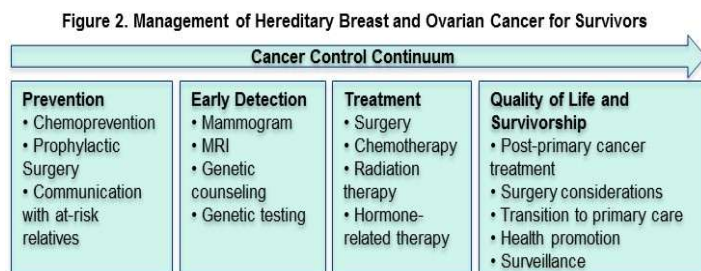 Figure 2. Management of Hereditary Breast and Ovarian Cancer for Survivors
Cancer Control Continuum
Prevention
• Chemoprevention
• Prophylactic
Surgery
• Communication
with at-risk
relatives
Early Detection
• Mammogram
• MRI
• Genetic
counseling
• Genetic testing
Treatment
• Surgery
• Chemotherapy
• Radiation
therapy
• Hormone-
related therapy
Quality of Life and
Survivorship
• Post-primary cancer
treatment
• Surgery considerations
• Transition to primary care
• Health promotion
• Surveillance